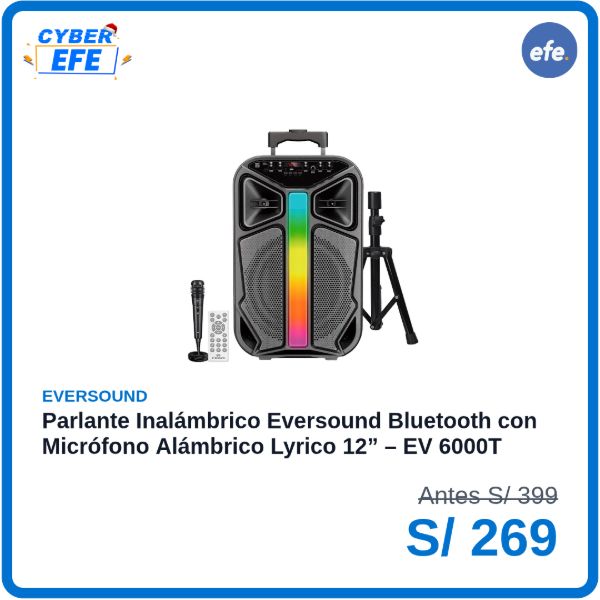 CYBER
EFE
efe.
EVERSOUND
Parlante Inalámbrico Eversound Bluetooth con
Micrófono Alámbrico Lyrico 12” – EV 6000T
Antes S/ 399
S/ 269